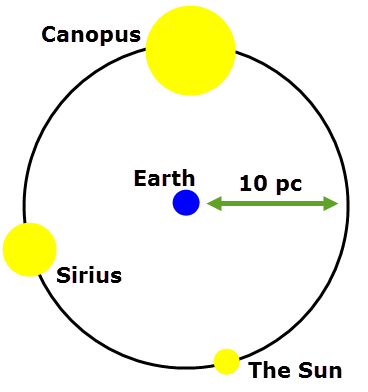 Canopus
Earth
10 pc
Sirius
The Sun